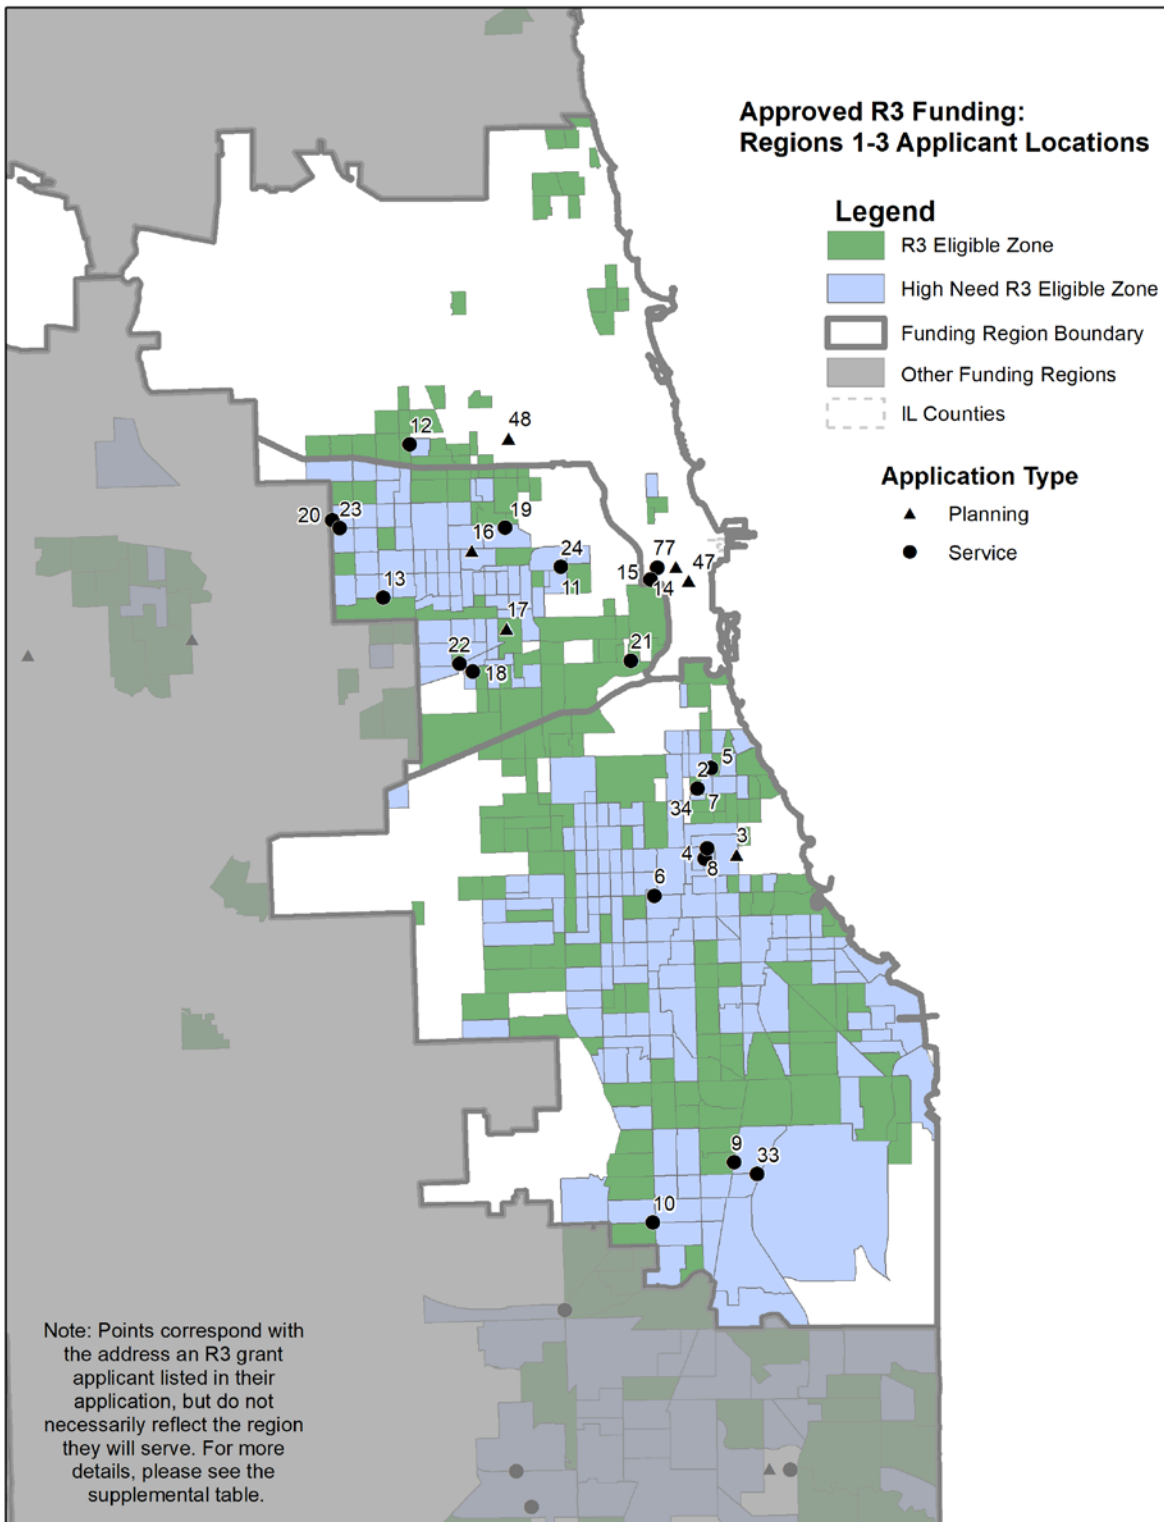 Approved R3 Funding:
Regions 1-3 Applicant Locations
Legend
R3 Eligible Zone
High Need R3 Eligible Zone
Funding Region Boundary
Other Funding Regions
IL Counties
Application Type
Planning
Service
12
48
20
23
19
16
24
77
47
15
14
13
11
17
21
22
18
5
2
7
34
3
4
8
6
9
33
10
Note: Points correspond with
the address an R3 grant
applicant listed in their
application, but do not
necessarily reflect the region
they will serve. For more
details, please see the
supplemental table.